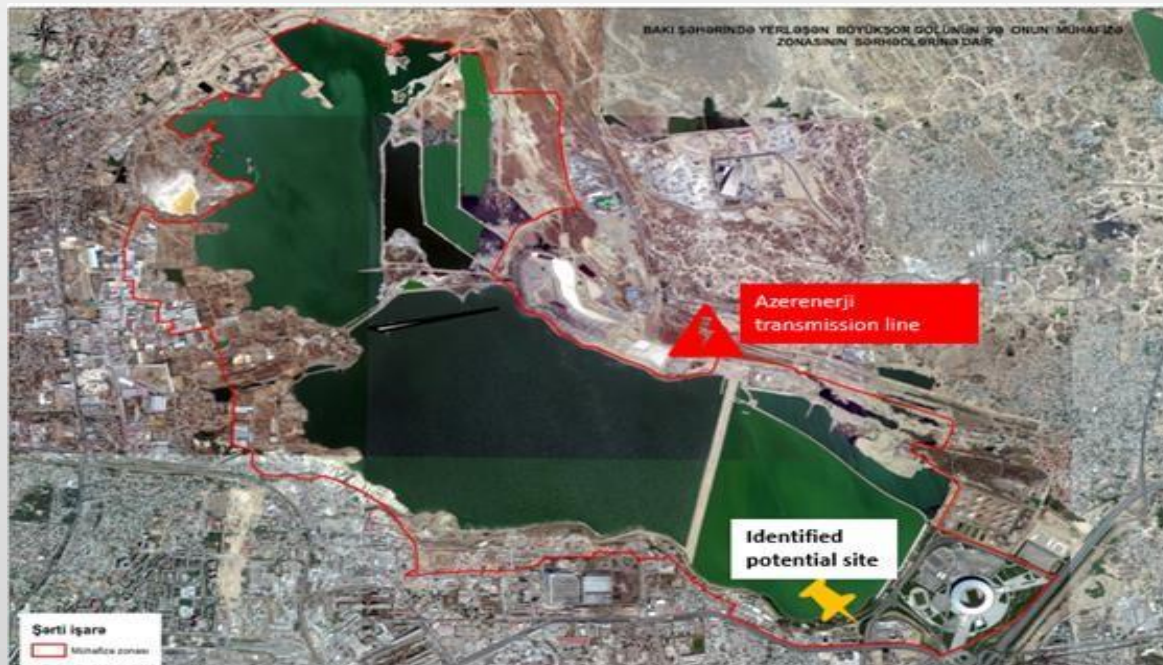 BAKI ŞƏHƏRİNDƏ YERLƏŞƏN BÖYÜKŞOR GÖLÜNÜN VƏ ONUN MÜHAFİZƏ
ZONASININ SƏRHƏDLƏRİNƏ DAİR
Azerenerji
transmission line
Identified
potential site
Şərti işarə
Mühafizə zonası